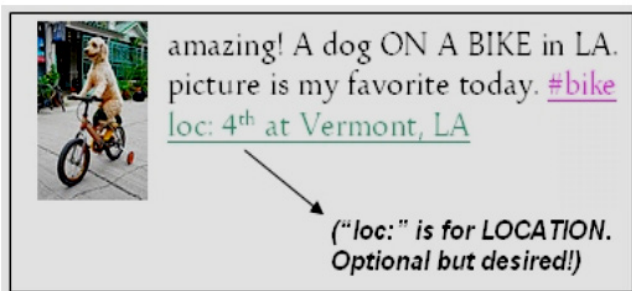 amazing! A dog ON A BIKE in LA.
picture is my favorite today. #bike
loc: 4th at Vermont, LA
("loc:" is for LOCATION.
Optional but desired!)